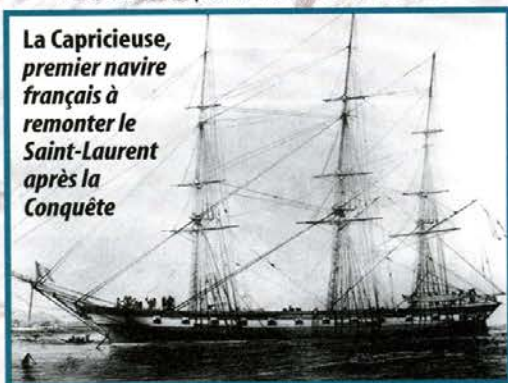 La Capricieuse,
premier navire
français à
remonter le
Saint-Laurent
après la
Conquête